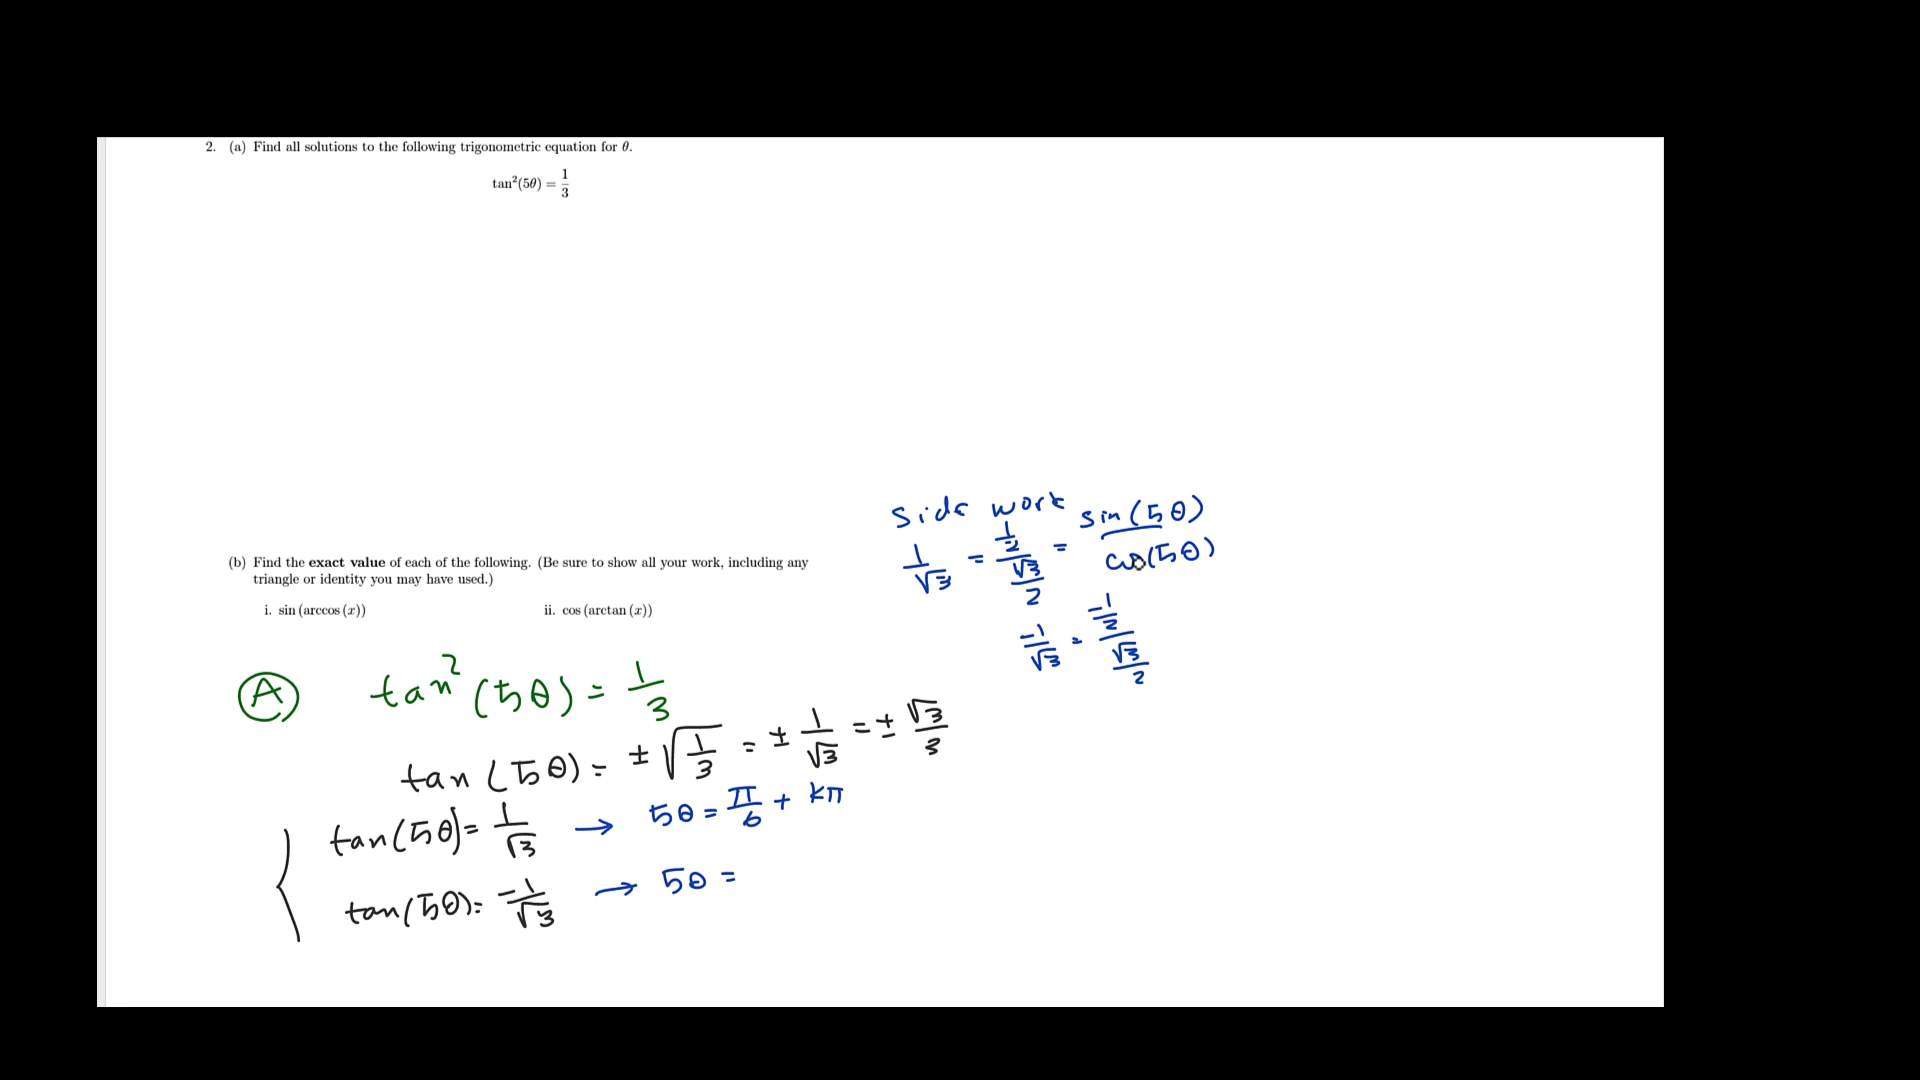 2. (a) Find all solutions to the following trigonometric equation for θ.
tan²(5θ) = 1/3
(b) Find the exact value of each of the following. (Be sure to show all your work, including any
triangle or identity you may have used.)
i. sin (arccos (x)) ii. cos (arctan (x))
side work
1/√3 = (1/2)/(√3/2) = sin(5θ)/cos(5θ)
-1/√3 = (-1/2)/(√3/2)
A tan²(5θ) = 1/3
tan(5θ) = ±√(1/3) = ± 1/√3 = ± √3/3
tan(5θ) = 1/√3 → 5θ = π/6 + kπ
tan(5θ) = -1/√3 → 5θ =